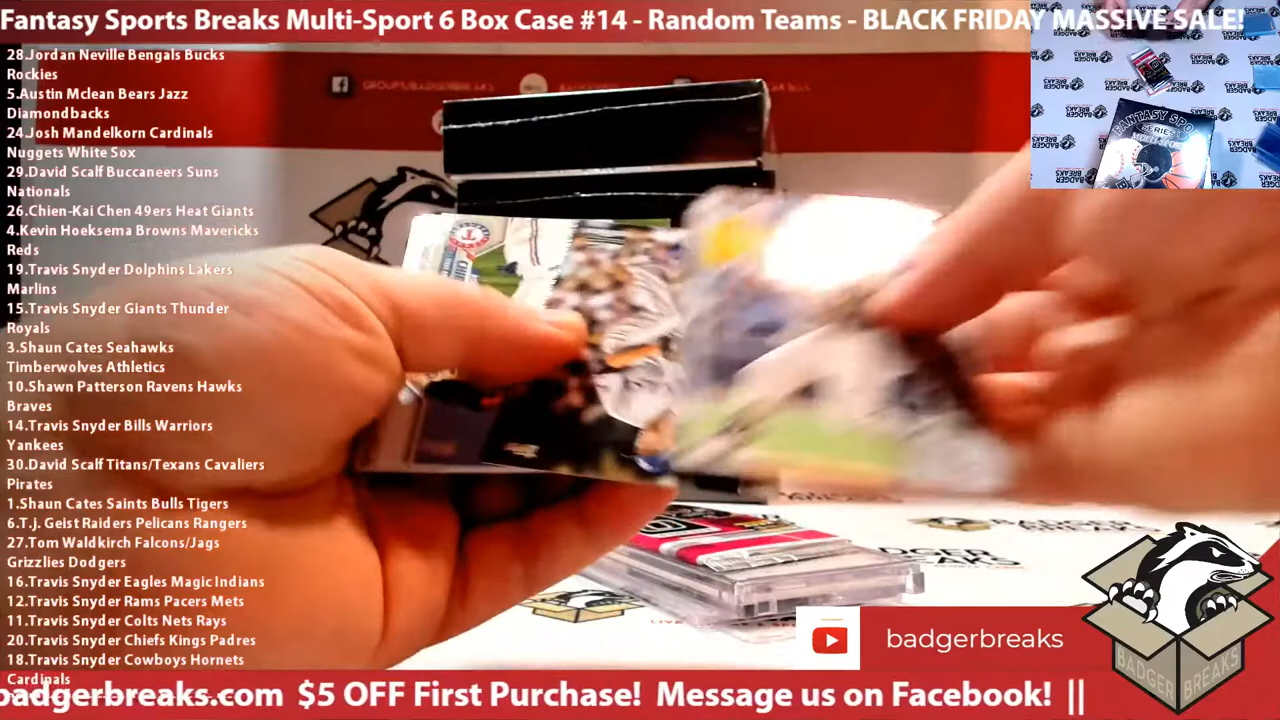 Fantasy Sports Breaks Multi-Sport 6 Box Case #14 - Random Teams - BLACK FRIDAY MASSIVE SALE!
28.Jordan Neville Bengals Bucks
Rockies
5.Austin Mclean Bears Jazz
Diamondbacks
24.Josh Mandelkorn Cardinals
Nuggets White Sox
29.David Scalf Buccaneers Suns
Nationals
26.Chien-Kai Chen 49ers Heat Giants
4.Kevin Hoeksema Browns Mavericks
Reds
19.Travis Snyder Dolphins Lakers
Marlins
15.Travis Snyder Giants Thunder
Royals
3.Shaun Cates Seahawks
Timberwolves Athletics
10.Shawn Patterson Ravens Hawks
Braves
14.Travis Snyder Bills Warriors
Yankees
30.David Scalf Titans/Texans Cavaliers
Pirates
1.Shaun Cates Saints Bulls Tigers
6.T.j. Geist Raiders Pelicans Rangers
27.Tom Waldkirch Falcons/Jags
Grizzlies Dodgers
16.Travis Snyder Eagles Magic Indians
12.Travis Snyder Rams Pacers Mets
11.Travis Snyder Colts Nets Rays
20.Travis Snyder Chiefs Kings Padres
18.Travis Snyder Cowboys Hornets
Cardinals
badgerbreaks
BADGER BREAKS
badgerbreaks.com $5 OFF First Purchase! Message us on Facebook! ||